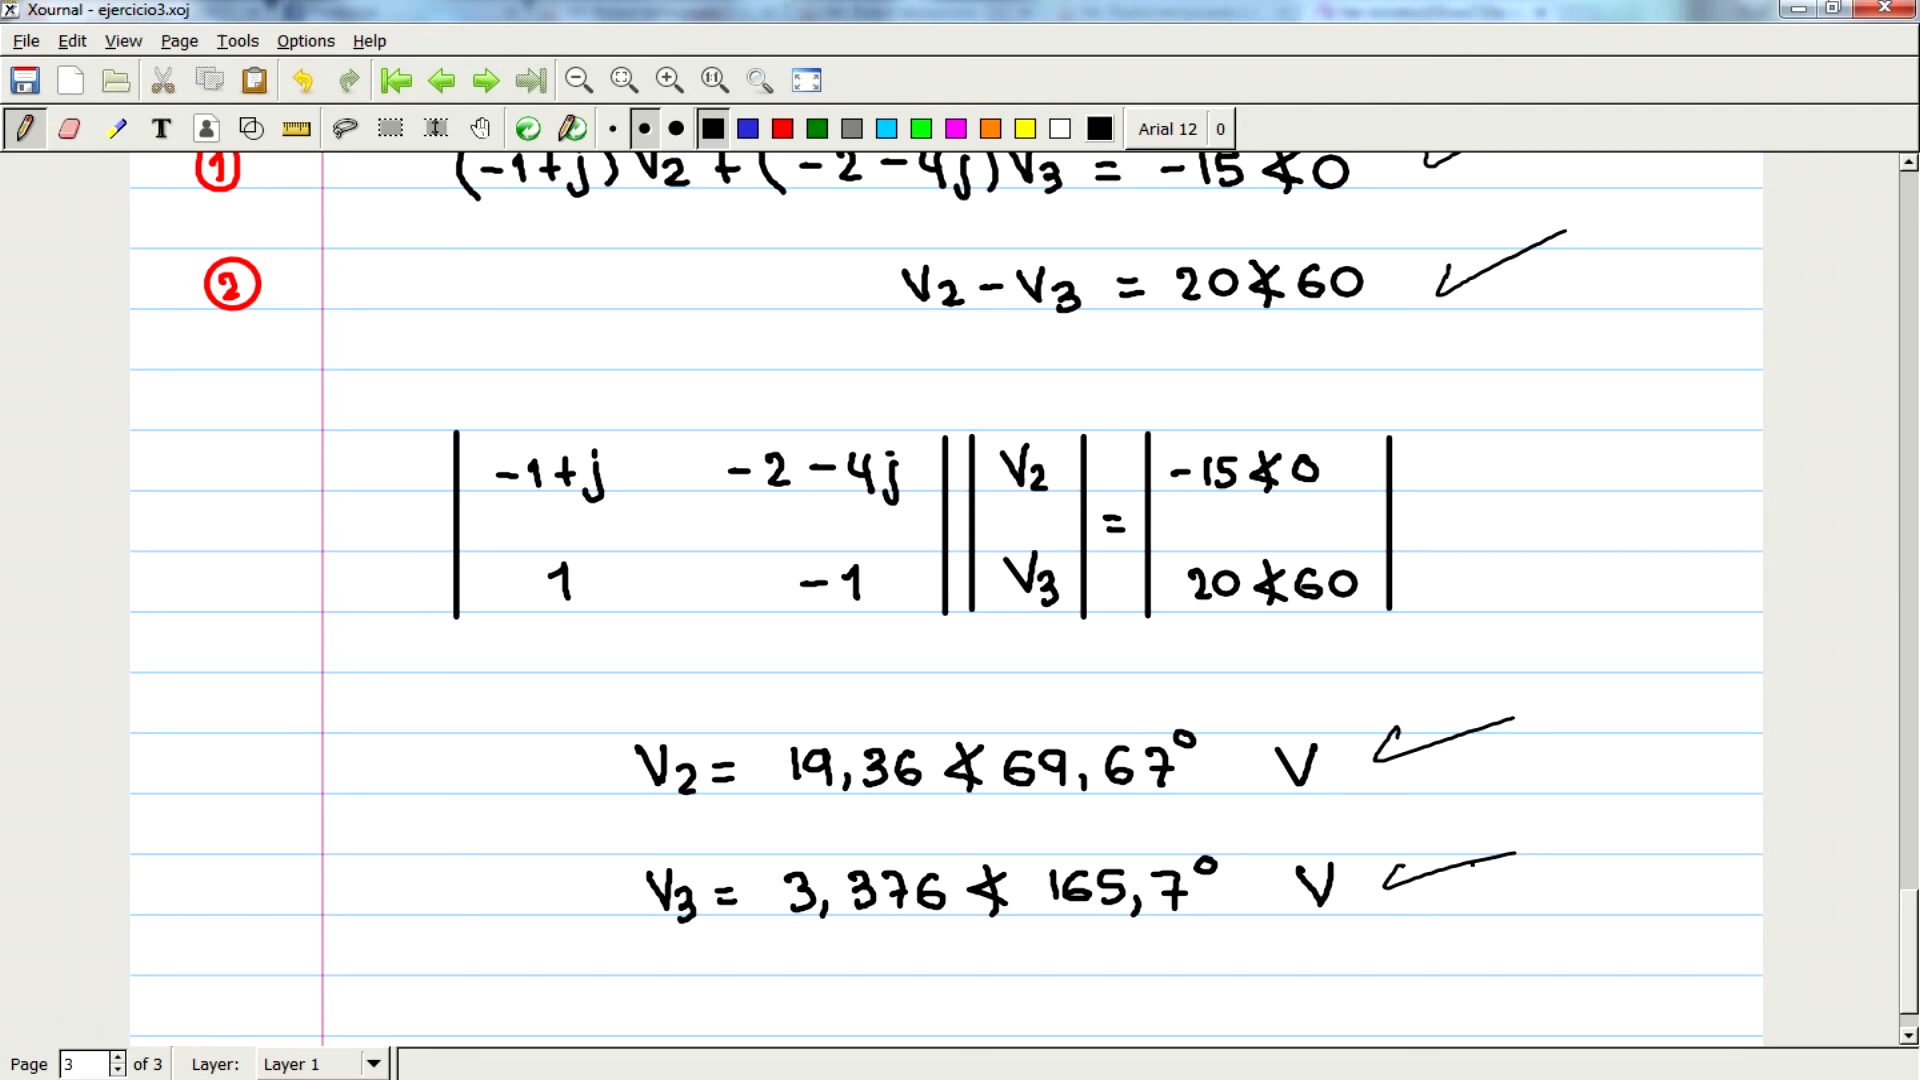 Xournal - ejercicio3.xoj
File Edit View Page Tools Options Help
T Arial 12 0
① (-1+j)V2 + (-2-4j)V3 = -15∡0
② V2 - V3 = 20∡60
| -1+j -2-4j | | V2 | = | -15∡0 |
| 1 -1 | | V3 | | 20∡60 |
V2 = 19,36 ∡ 69,67° V
V3 = 3,376 ∡ 165,7° V
Page 3 of 3 Layer: Layer 1